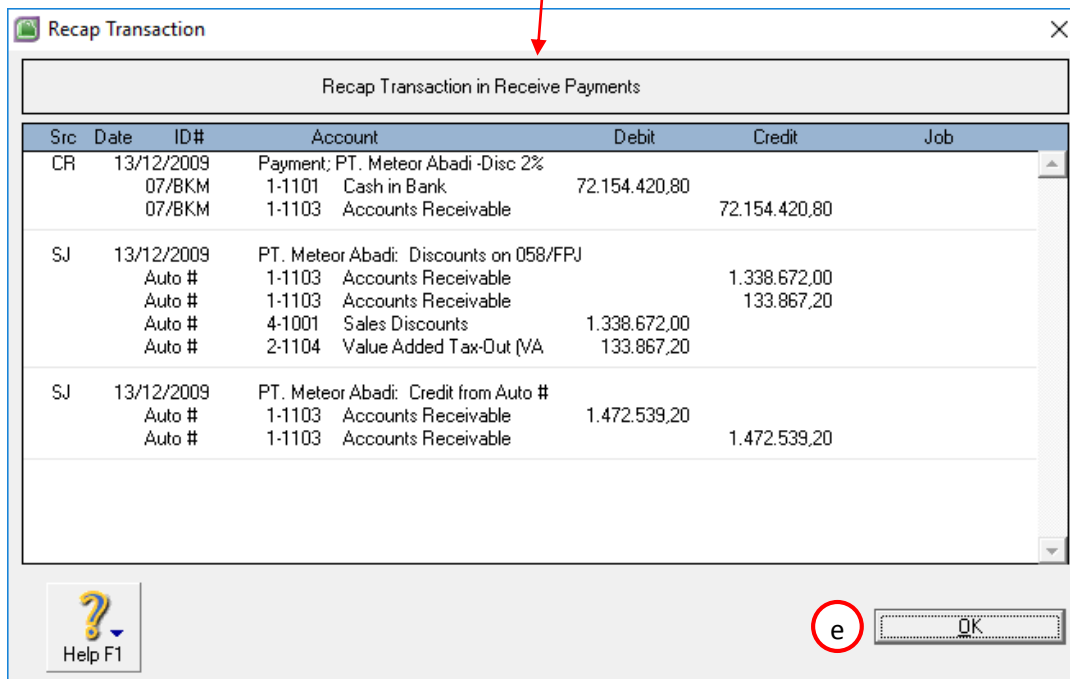 Recap Transaction
Recap Transaction in Receive Payments
Src Date ID# Account Debit Credit Job
CR 13/12/2009 Payment; PT. Meteor Abadi -Disc 2%
07/BKM 1-1101 Cash in Bank 72.154.420,80
07/BKM 1-1103 Accounts Receivable 72.154.420,80
SJ 13/12/2009 PT. Meteor Abadi: Discounts on 058/FPJ
Auto # 1-1103 Accounts Receivable 1.338.672,00
Auto # 1-1103 Accounts Receivable 133.867,20
Auto # 4-1001 Sales Discounts 1.338.672,00
Auto # 2-1104 Value Added Tax-Out (VA 133.867,20
SJ 13/12/2009 PT. Meteor Abadi: Credit from Auto #
Auto # 1-1103 Accounts Receivable 1.472.539,20
Auto # 1-1103 Accounts Receivable 1.472.539,20
Help F1
e OK